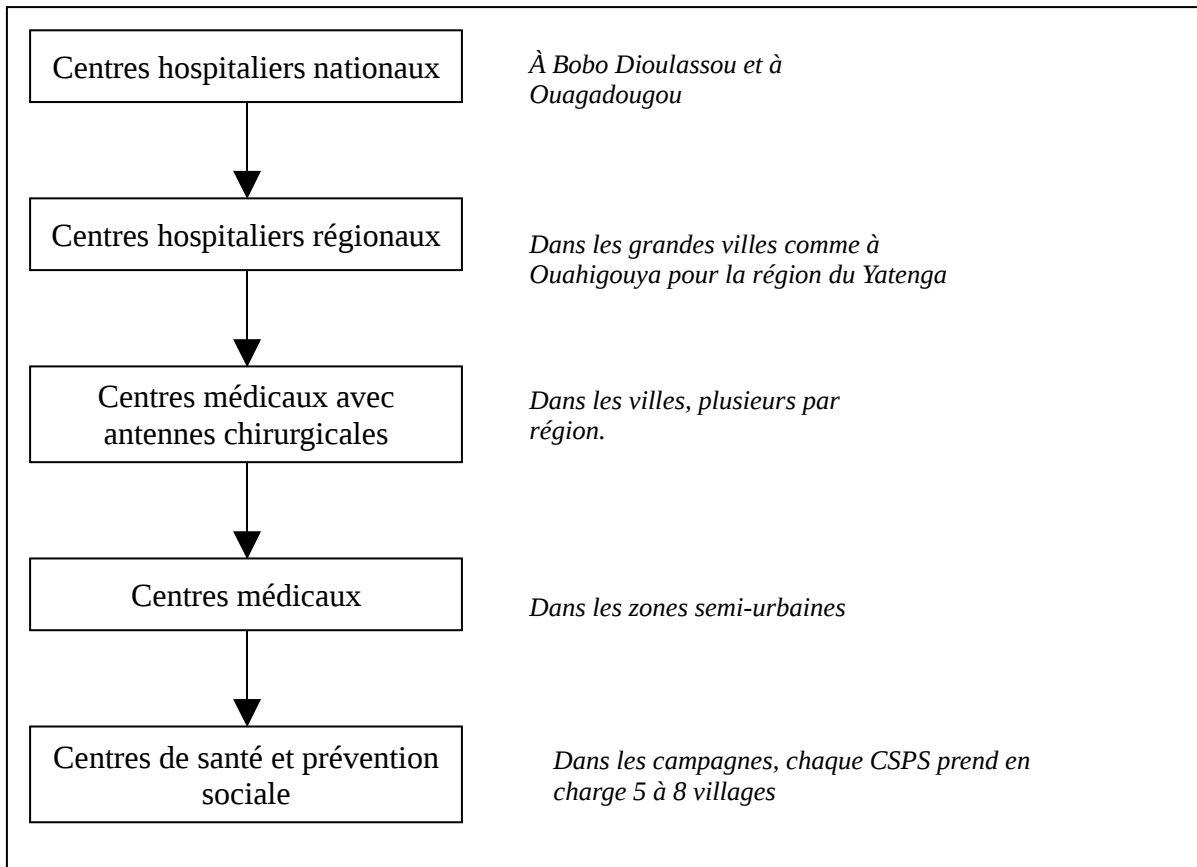 Centres hospitaliers nationaux
À Bobo Dioulassou et à
Ouagadougou
Centres hospitaliers régionaux
Dans les grandes villes comme à
Ouahigouya pour la région du Yatenga
Centres médicaux avec
antennes chirurgicales
Dans les villes, plusieurs par
région.
Centres médicaux
Dans les zones semi-urbaines
Centres de santé et prévention
sociale
Dans les campagnes, chaque CSPS prend en
charge 5 à 8 villages